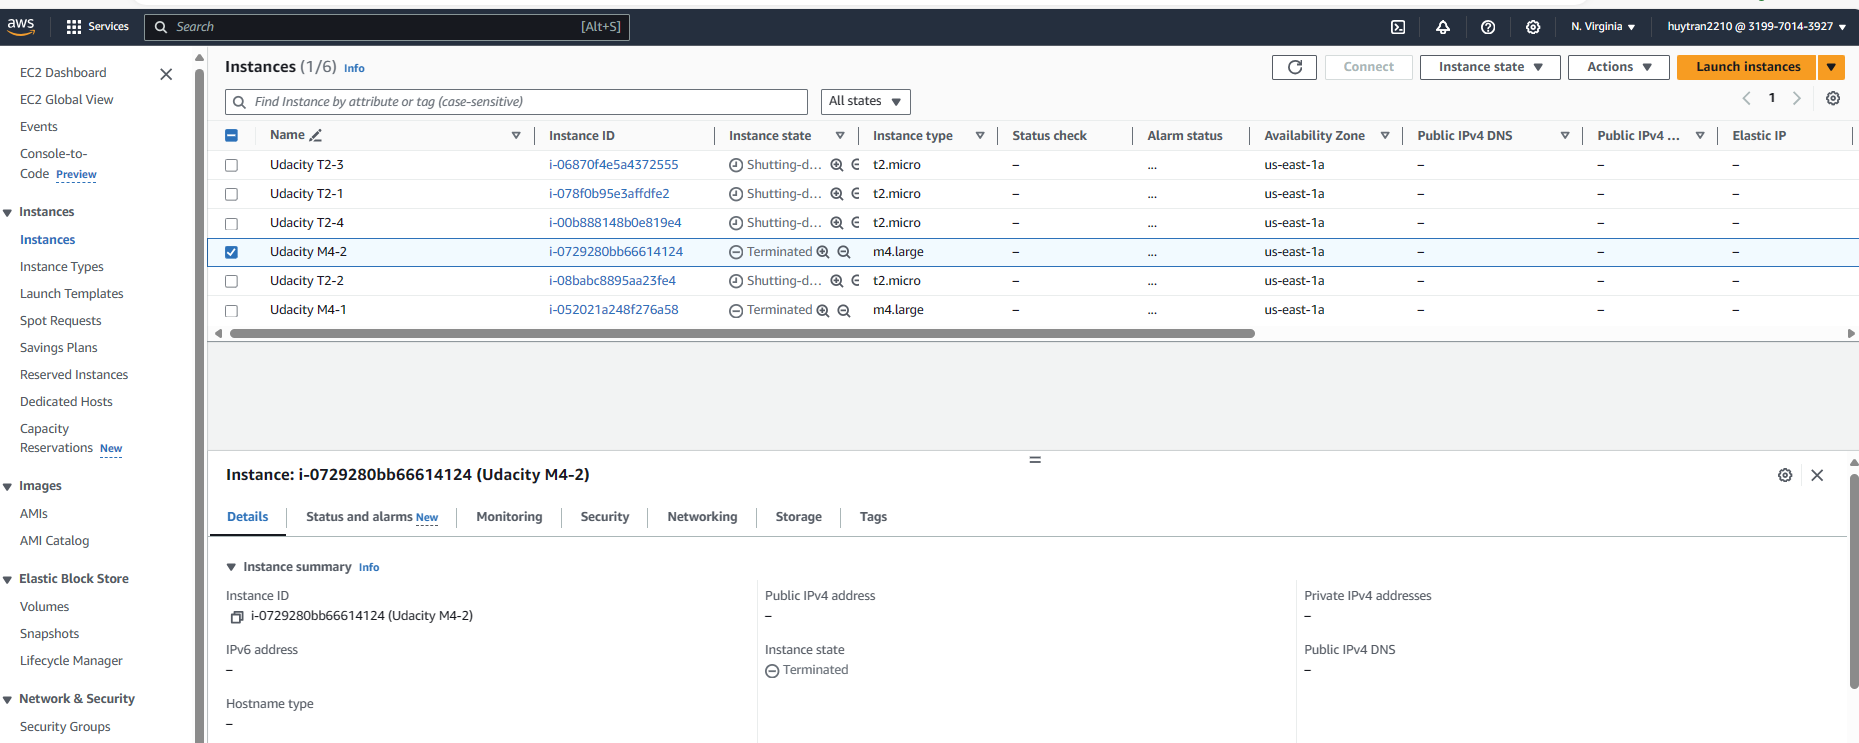 aws Services Search [Alt+S] N. Virginia huytran2210 @ 3199-7014-3927
EC2 Dashboard
EC2 Global View
Events
Console-to-
Code Preview
Instances
Instances
Instance Types
Launch Templates
Spot Requests
Savings Plans
Reserved Instances
Dedicated Hosts
Capacity
Reservations New
Images
AMIs
AMI Catalog
Elastic Block Store
Volumes
Snapshots
Lifecycle Manager
Network & Security
Security Groups
Instances (1/6) Info Connect Instance state Actions Launch instances
Find Instance by attribute or tag (case-sensitive) All states 1
Name Instance ID Instance state Instance type Status check Alarm status Availability Zone Public IPv4 DNS Public IPv4 ... Elastic IP
Udacity T2-3 i-06870f4e5a4372555 Shutting-d... t2.micro – ... us-east-1a – – –
Udacity T2-1 i-078f0b95e3affdfe2 Shutting-d... t2.micro – ... us-east-1a – – –
Udacity T2-4 i-00b888148b0e819e4 Shutting-d... t2.micro – ... us-east-1a – – –
Udacity M4-2 i-0729280bb66614124 Terminated m4.large – ... us-east-1a – – –
Udacity T2-2 i-08babc8895aa23fe4 Shutting-d... t2.micro – ... us-east-1a – – –
Udacity M4-1 i-052021a248f276a58 Terminated m4.large – ... us-east-1a – – –
Instance: i-0729280bb66614124 (Udacity M4-2)
Details Status and alarms New Monitoring Security Networking Storage Tags
Instance summary Info
Instance ID
i-0729280bb66614124 (Udacity M4-2)
IPv6 address
–
Hostname type
–
Public IPv4 address
–
Instance state
Terminated
Private IPv4 addresses
–
Public IPv4 DNS
–